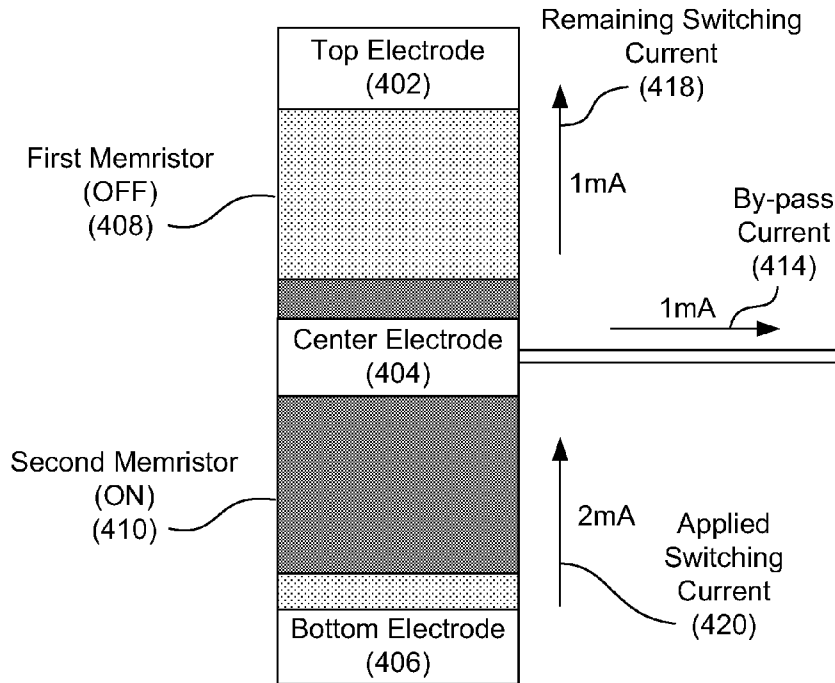 Top Electrode
(402)
Remaining Switching
Current
(418)
First Memristor
(OFF)
(408)
1mA
By-pass
Current
(414)
1mA
Center Electrode
(404)
Second Memristor
(ON)
(410)
2mA
Applied
Switching
Current
(420)
Bottom Electrode
(406)